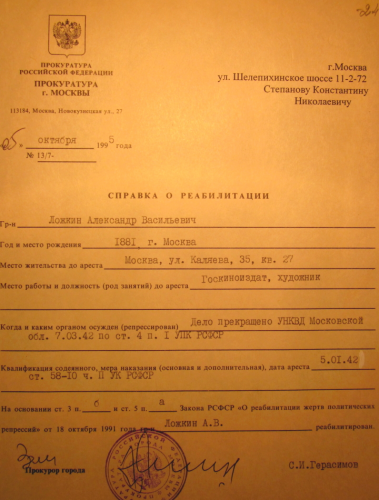 ПРОКУРАТУРА
РОССИЙСКОЙ ФЕДЕРАЦИИ
ПРОКУРАТУРА
г. МОСКВЫ
113184, Москва, Новокузнецкая ул., 27
г.Москва
ул. Шелепихинское шоссе 11-2-72
Степанову Константину
Николаевичу
октября 1995 года
№ 13/7-
СПРАВКА О РЕАБИЛИТАЦИИ
Гр-н Ложкин Александр Васильевич
Год и место рождения 1881 г. Москва
Место жительства до ареста Москва, ул. Каляева, 35, кв. 27
Место работы и должность (род занятий) до ареста Госкиноиздат, художник
Когда и каким органом осужден (репрессирован) Дело прекращено УНКВД Московской
обл. 7.03.42 по ст. 4 п. I УПК РСФСР
Квалификация содеянного, мера наказания (основная и дополнительная), дата ареста 5.01.42
ст. 58-10 ч. П УК РСФСР
На основании ст. 3 п. б и ст. 5 п. а Закона РСФСР «О реабилитации жертв политических
репрессий» от 18 октября 1991 года гр-н Ложкин А.В. реабилитирован.
Прокурор города С.И.Герасимов